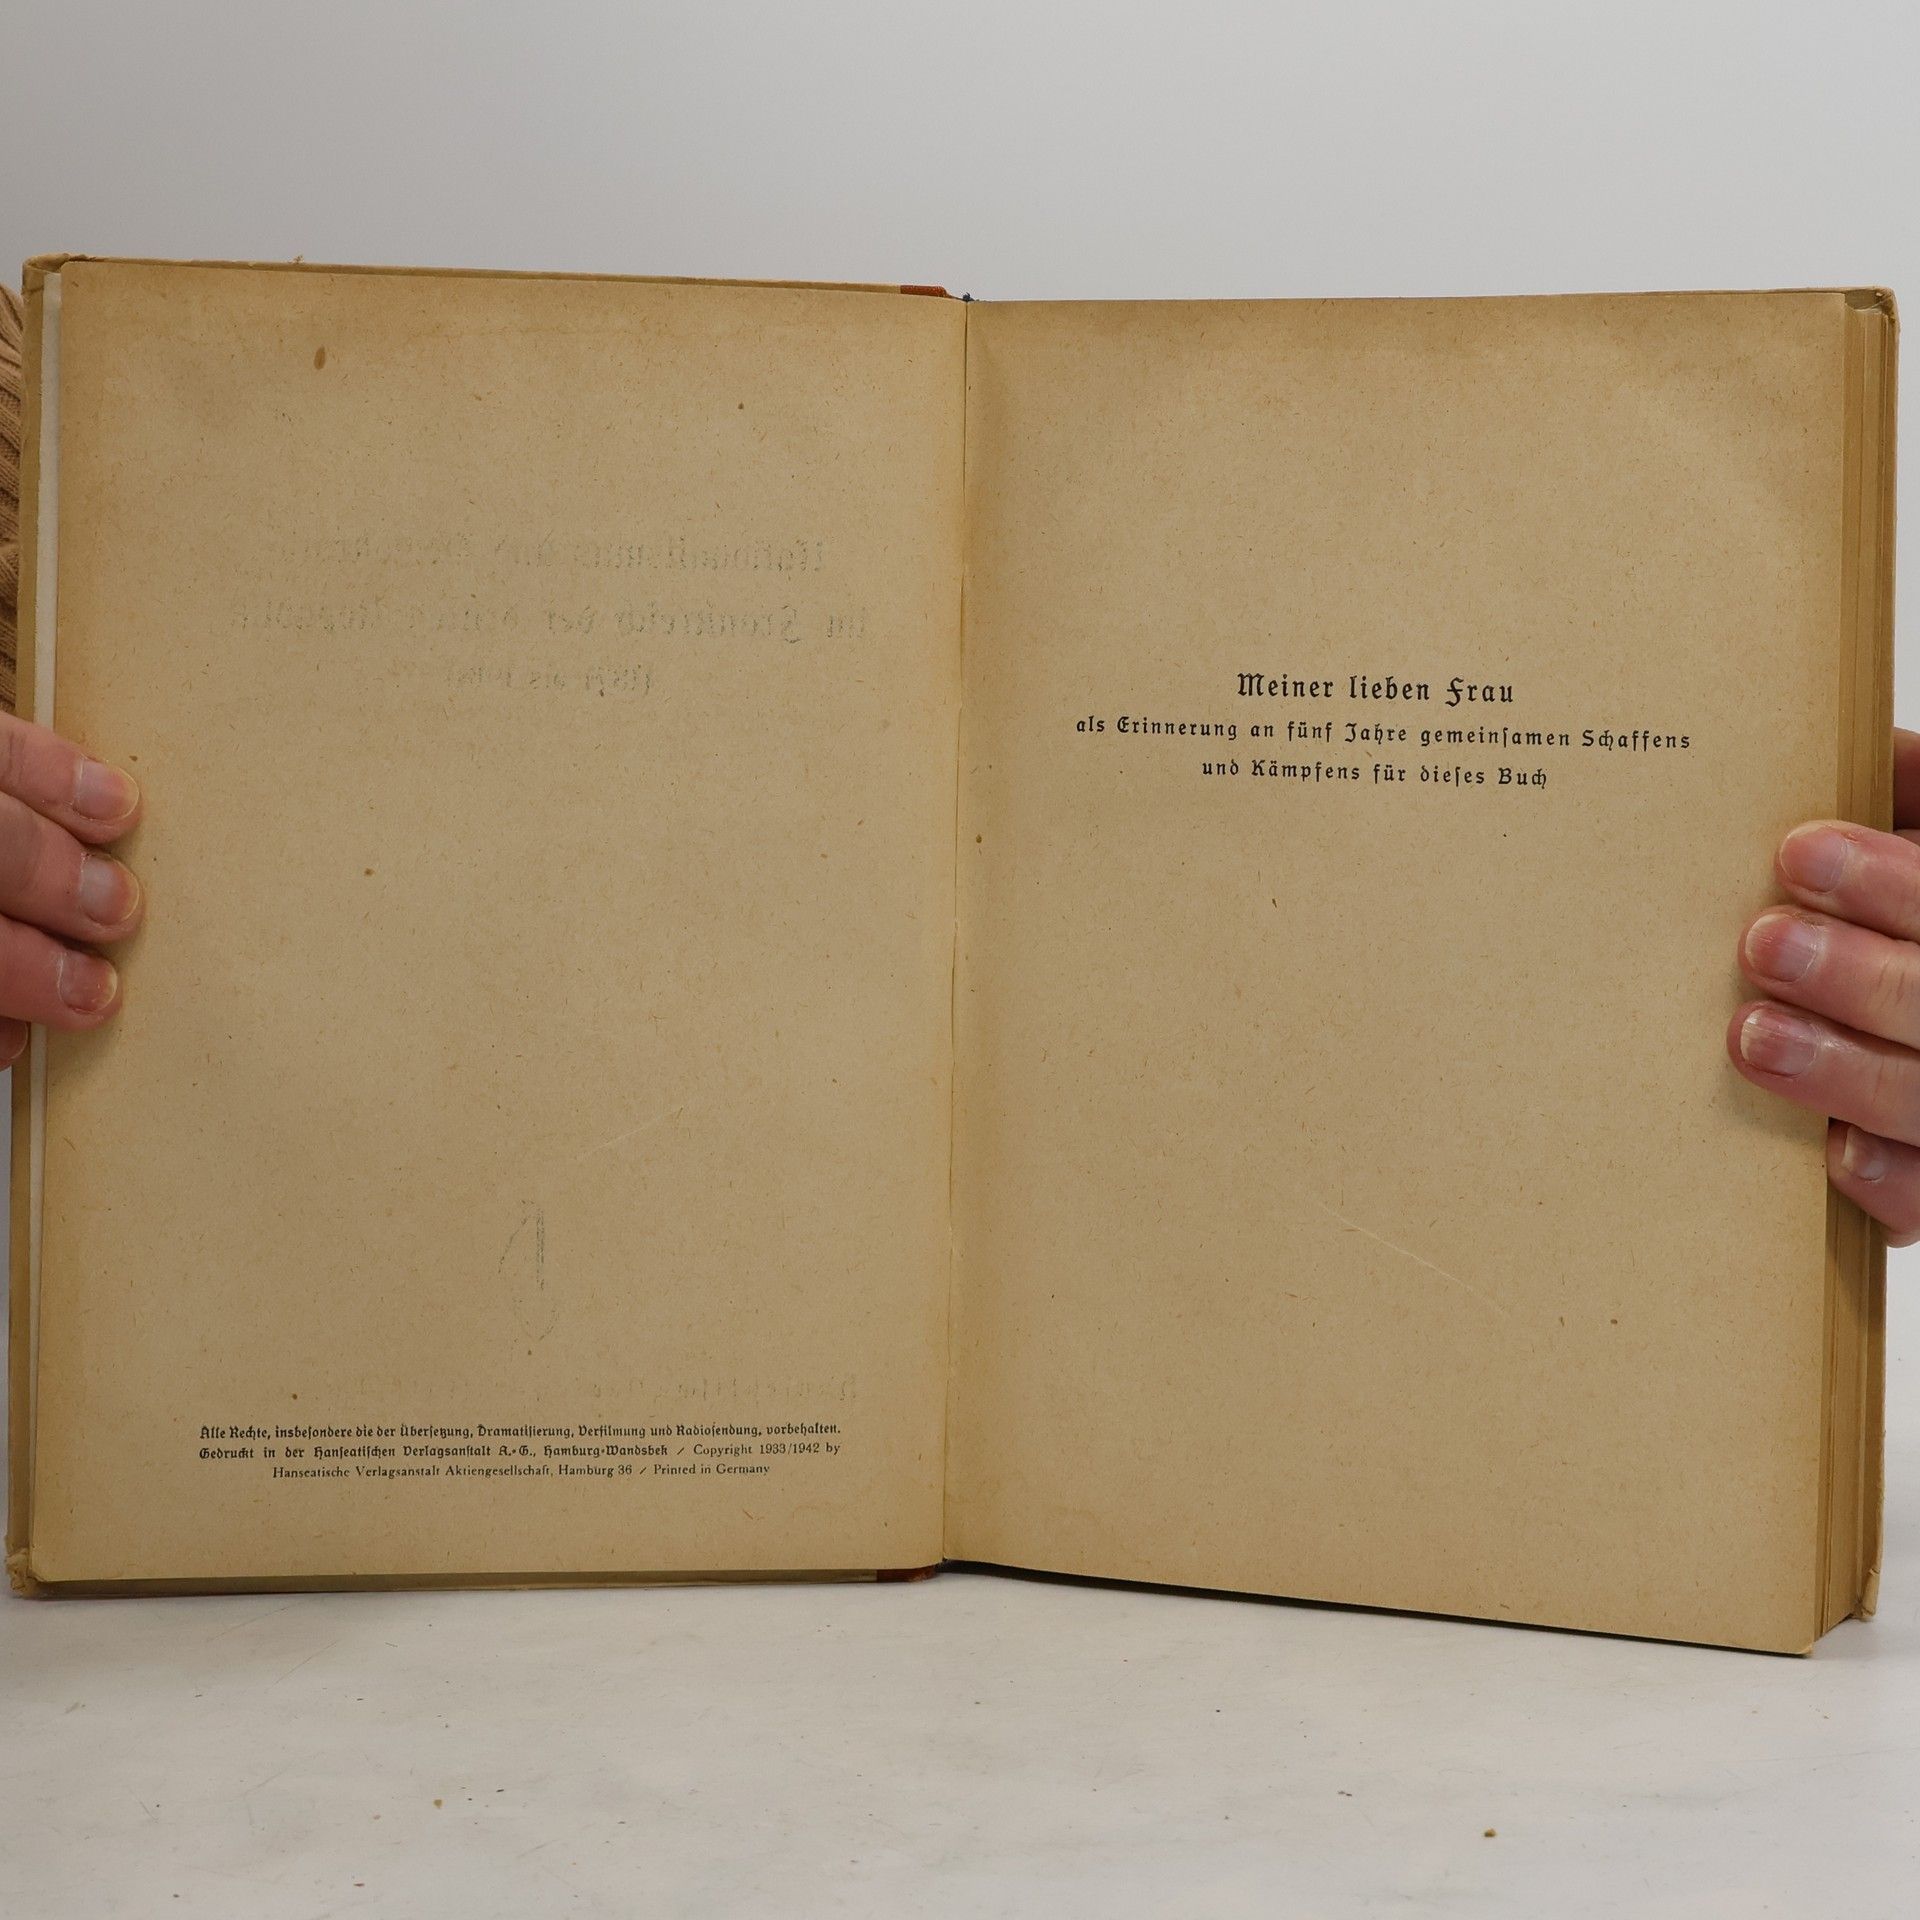 Alle Rechte, insbesondere die der Übersetzung, Dramatisierung, Verfilmung und Radiosendung, vorbehalten.
Gedruckt in der Hanseatischen Verlagsanstalt A.-G., Hamburg-Wandsbek / Copyright 1933/1942 by
Hanseatische Verlagsanstalt Aktiengesellschaft, Hamburg 36 / Printed in Germany
Meiner lieben Frau
als Erinnerung an fünf Jahre gemeinsamen Schaffens
und Kämpfens für dieses Buch